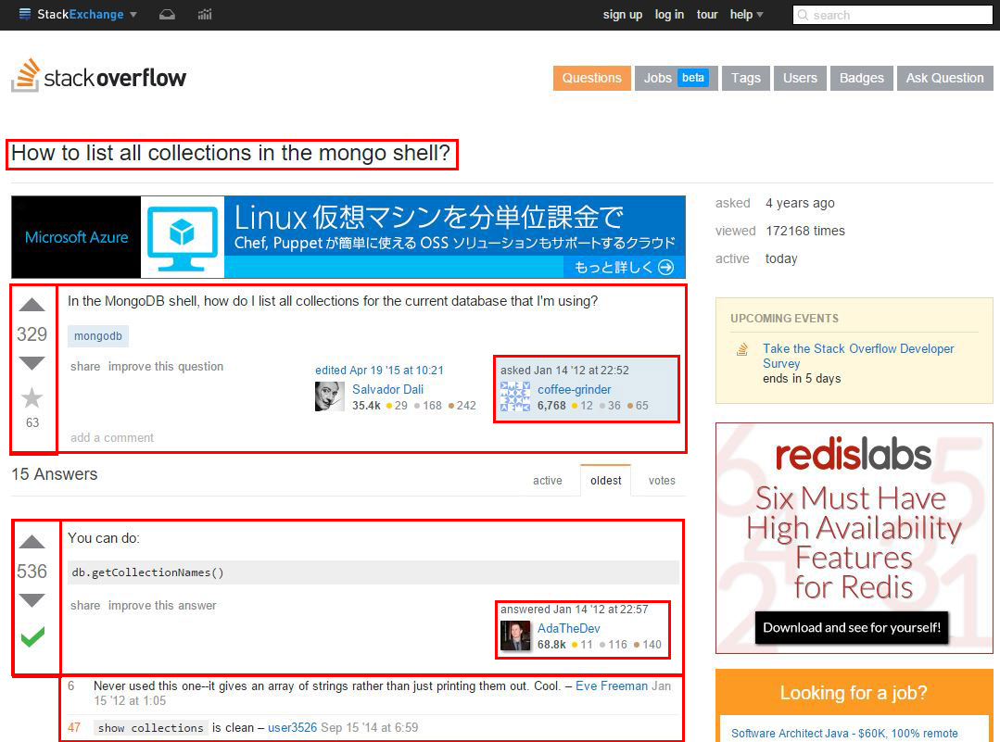 StackExchange
sign up log in tour help
search
stackoverflow
Questions Jobs beta Tags Users Badges Ask Question
How to list all collections in the mongo shell?
Microsoft Azure
Linux 仮想マシンを分単位課金で
Chef, Puppet が簡単に使える OSS ソリューションもサポートするクラウド
もっと詳しく
asked 4 years ago
viewed 172168 times
active today
329
63
In the MongoDB shell, how do I list all collections for the current database that I'm using?
mongodb
share improve this question
edited Apr 19 '15 at 10:21
Salvador Dali
35.4k 29 168 242
asked Jan 14 '12 at 22:52
coffee-grinder
6,768 12 36 65
add a comment
UPCOMING EVENTS
Take the Stack Overflow Developer
Survey
ends in 5 days
15 Answers
active oldest votes
536
You can do:
db.getCollectionNames()
share improve this answer
answered Jan 14 '12 at 22:57
AdaTheDev
68.8k 11 116 140
6 Never used this one--it gives an array of strings rather than just printing them out. Cool. – Eve Freeman Jan
15 '12 at 1:05
47 show collections is clean – user3526 Sep 15 '14 at 6:59
redislabs
Six Must Have
High Availability
Features
for Redis
Download and see for yourself!
Looking for a job?
Software Architect Java - $60K, 100% remote